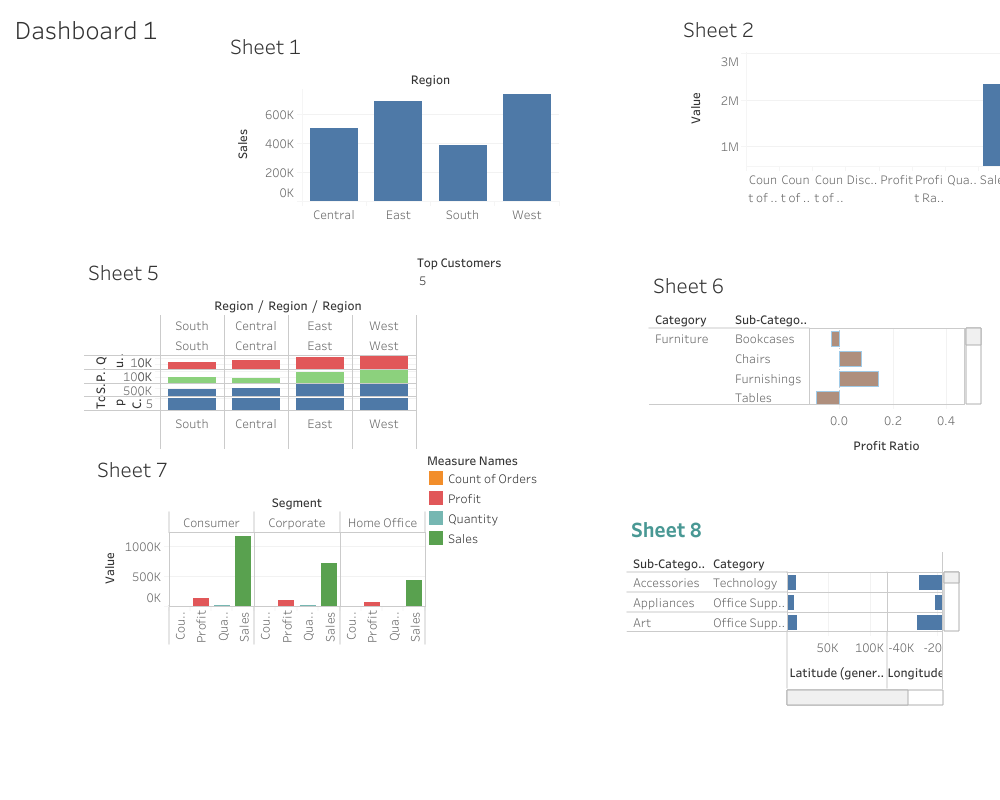 Dashboard 1
Sheet 1
Region
Sales
600K
400K
200K
0K
Central East South West
Sheet 2
Value
3M
2M
1M
Coun Coun Coun Disc.. Profit Profi Qua.. Sale
t of .. t of .. t of .. t Ra..
Sheet 5
Top Customers
5
Region / Region / Region
South Central East West
South Central East West
Q u.. 10K
P.. 100K
S. 500K
C. 5
South Central East West
Sheet 6
Category Sub-Catego..
Furniture Bookcases
Chairs
Furnishings
Tables
0.0 0.2 0.4
Profit Ratio
Sheet 7
Measure Names
Count of Orders
Profit
Quantity
Sales
Segment
Consumer Corporate Home Office
Value
1000K
500K
0K
Cou.. Profit Qua.. Sales Cou.. Profit Qua.. Sales Cou.. Profit Qua.. Sales
Sheet 8
Sub-Catego.. Category
Accessories Technology
Appliances Office Supp..
Art Office Supp..
50K 100K -40K -20
Latitude (gener.. Longitude